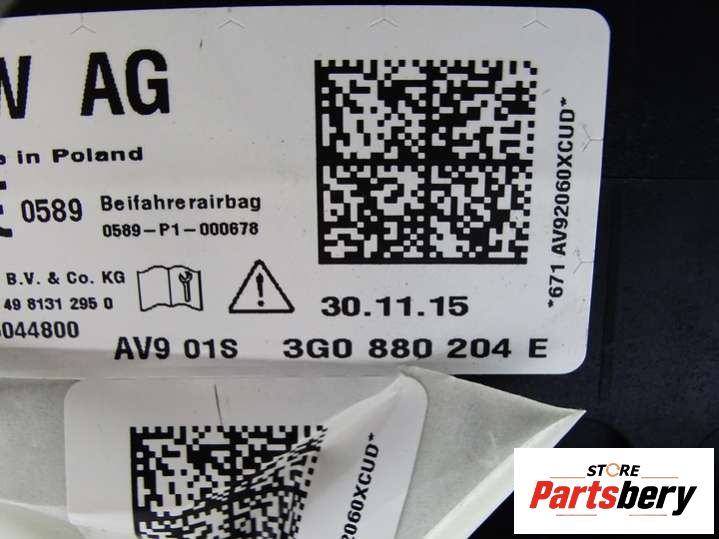 AG
in Poland
0589
Beifahrerairbag
0589-P1-000678
B.V. & Co. KG
49 8131 295 0
044800
30.11.15
AV9 01S 3G0 880 204 E
*671 AV92060XCUD*
2060XCUD*
STORE
Partsbery